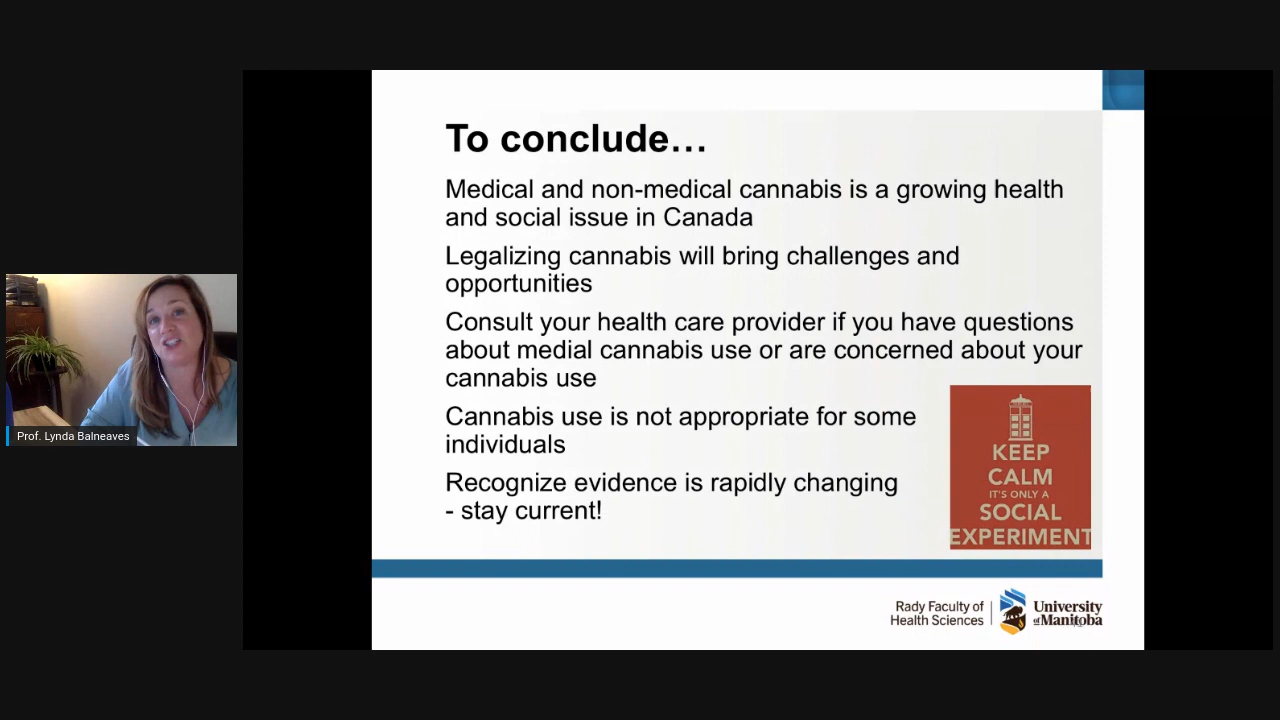 To conclude…
Medical and non-medical cannabis is a growing health
and social issue in Canada
Legalizing cannabis will bring challenges and
opportunities
Consult your health care provider if you have questions
about medial cannabis use or are concerned about your
cannabis use
Cannabis use is not appropriate for some
individuals
Recognize evidence is rapidly changing
- stay current!
KEEP
CALM
IT'S ONLY A
SOCIAL
EXPERIMENT
Prof. Lynda Balneaves
Rady Faculty of
Health Sciences
University
of Manitoba